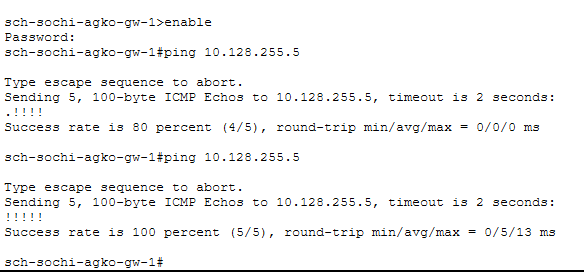 sch-sochi-agko-gw-1>enable
Password:
sch-sochi-agko-gw-1#ping 10.128.255.5
Type escape sequence to abort.
Sending 5, 100-byte ICMP Echos to 10.128.255.5, timeout is 2 seconds:
.!!!!
Success rate is 80 percent (4/5), round-trip min/avg/max = 0/0/0 ms
sch-sochi-agko-gw-1#ping 10.128.255.5
Type escape sequence to abort.
Sending 5, 100-byte ICMP Echos to 10.128.255.5, timeout is 2 seconds:
!!!!!
Success rate is 100 percent (5/5), round-trip min/avg/max = 0/5/13 ms
sch-sochi-agko-gw-1#